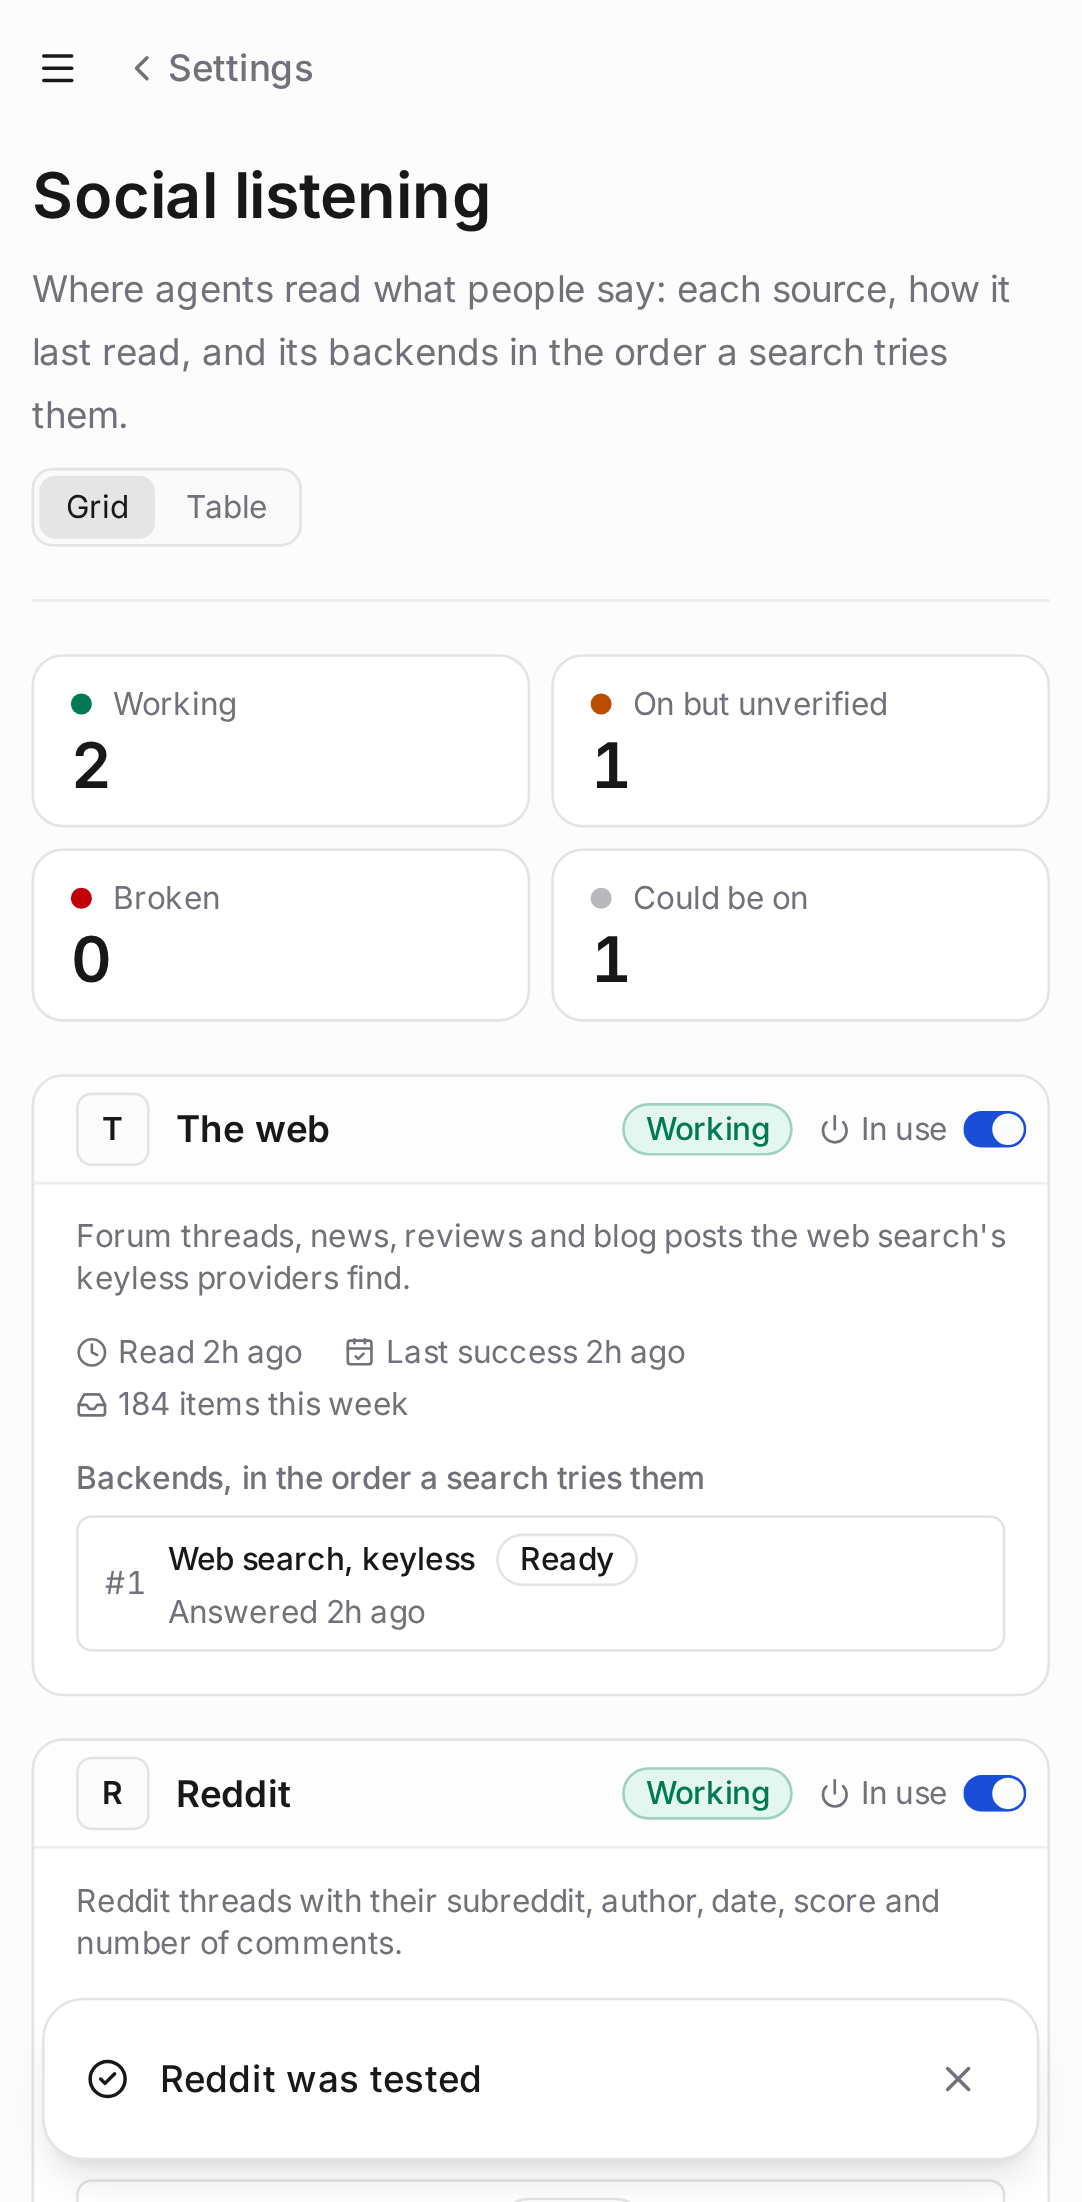 Settings
Social listening
Where agents read what people say: each source, how it
last read, and its backends in the order a search tries
them.
Grid Table
Working
2
On but unverified
1
Broken
0
Could be on
1
T The web Working In use
Forum threads, news, reviews and blog posts the web search's
keyless providers find.
Read 2h ago Last success 2h ago
184 items this week
Backends, in the order a search tries them
#1 Web search, keyless Ready
Answered 2h ago
R Reddit Working In use
Reddit threads with their subreddit, author, date, score and
number of comments.
Reddit was tested